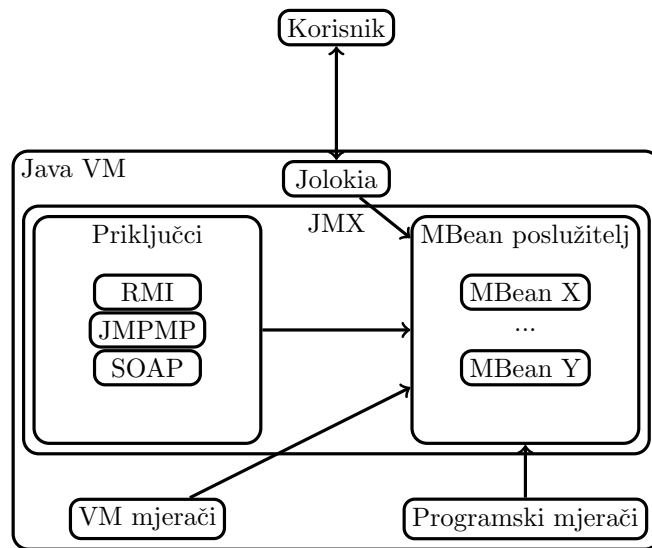 Korisnik
Java VM
Jolokia
JMX
Priključci
MBean poslužitelj
RMI
MBean X
JMPMP
...
SOAP
MBean Y
VM mjerači
Programski mjerači